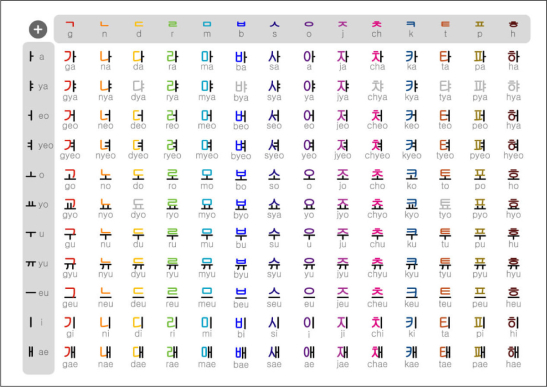 ㄱ ㄴ ㄷ ㄹ ㅁ ㅂ ㅅ ㅇ ㅈ ㅊ ㅋ ㅌ ㅍ ㅎ
+ g n d r m b s o j ch k t p h
ㅏ a 가 나 다 라 마 바 사 아 자 차 카 타 파 하
ga na da ra ma ba sa a ja cha ka ta pa ha
ㅑ ya 갸 냐 댜 랴 먀 뱌 샤 야 쟈 챠 캬 탸 퍄 햐
gya nya dya rya mya bya sya ya jya chya kya tya pya hya
ㅓ eo 거 너 더 러 머 버 서 어 저 처 커 터 퍼 허
geo neo deo reo meo beo seo eo jeo cheo keo teo peo hya
ㅕ yeo 겨 녀 뎌 려 며 벼 셔 여 져 쳐 켜 텨 펴 혀
gyeo nyeo dyeo ryeo myeo byeo syeo yeo jyeo chyeo kyeo tyeo pyeo hyeo
ㅗ o 고 노 도 로 모 보 소 오 조 초 코 토 포 호
go no do ro mo bo so o jo cho ko to po ho
ㅛ yo 교 뇨 됴 료 묘 뵤 쇼 요 죠 쵸 쿄 툐 표 효
gyo nyo dyo ryo myo byo sya yo jyo chyo kyo tyo pyo hyo
ㅜ u 구 누 두 루 무 부 수 우 주 추 쿠 투 푸 후
gu nu du ru mu bu su u ju chu ku tu pu hu
ㅠ yu 규 뉴 듀 류 뮤 뷰 슈 유 쥬 츄 큐 튜 퓨 휴
gyu nyu dyu ryu myu byu syu yu jyu chyu kyu tyu pyu hyu
ㅡ eu 그 느 드 르 므 브 스 으 즈 츠 크 트 프 흐
geu neu deu reu meu beu seu eu jeu cheu keu teu peu heu
ㅣ i 기 니 디 리 미 비 시 이 지 치 키 티 피 히
gi ni di ri mi bi si i ji chi ki ti pi hi
ㅐ ae 개 내 대 래 매 배 새 애 재 채 캐 태 패 해
gae nae dae rae mae bae sae ae jae chae kae tae pae hae